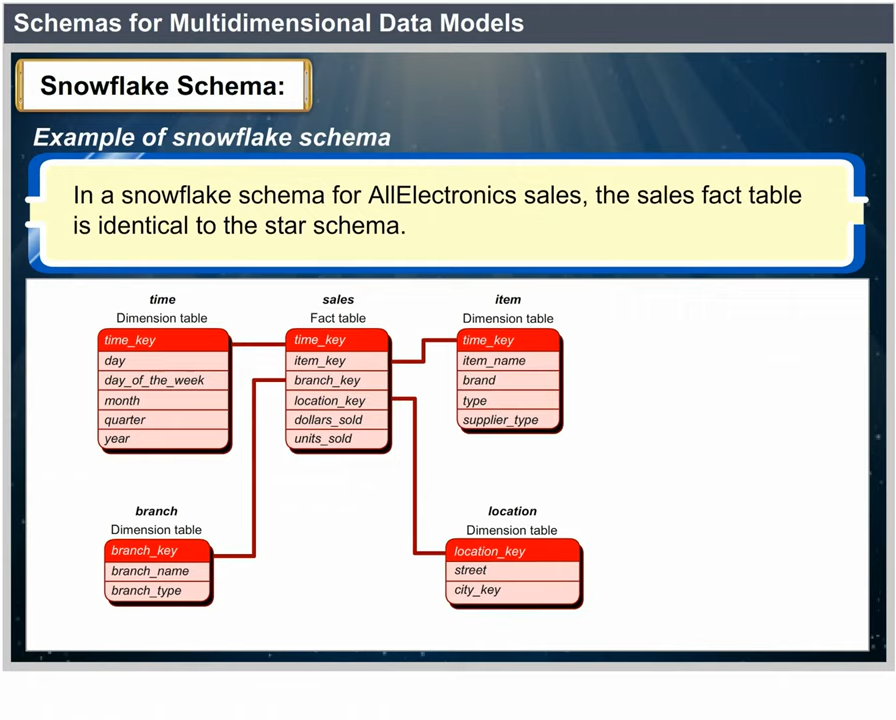 Schemas for Multidimensional Data Models
Snowflake Schema:
Example of snowflake schema
In a snowflake schema for AllElectronics sales, the sales fact table
is identical to the star schema.
time
Dimension table
time_key
day
day_of_the_week
month
quarter
year
sales
Fact table
time_key
item_key
branch_key
location_key
dollars_sold
units_sold
item
Dimension table
time_key
item_name
brand
type
supplier_type
branch
Dimension table
branch_key
branch_name
branch_type
location
Dimension table
location_key
street
city_key